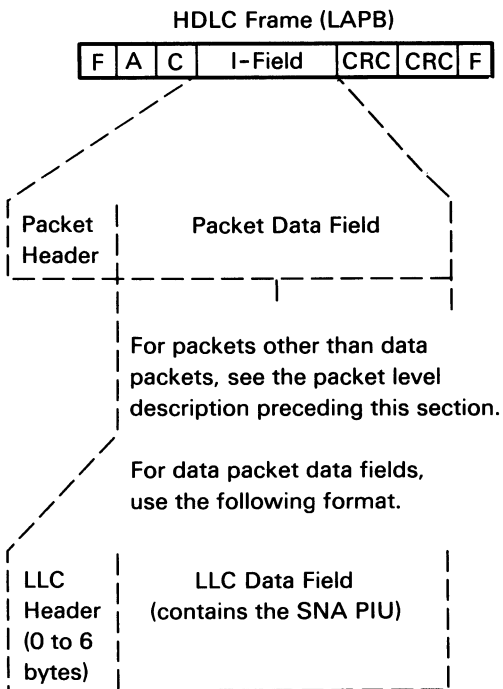 HDLC Frame (LAPB)
F A C I-Field CRC CRC F
Packet Header
Packet Data Field
For packets other than data
packets, see the packet level
description preceding this section.
For data packet data fields,
use the following format.
LLC
Header
(0 to 6
bytes)
LLC Data Field
(contains the SNA PIU)